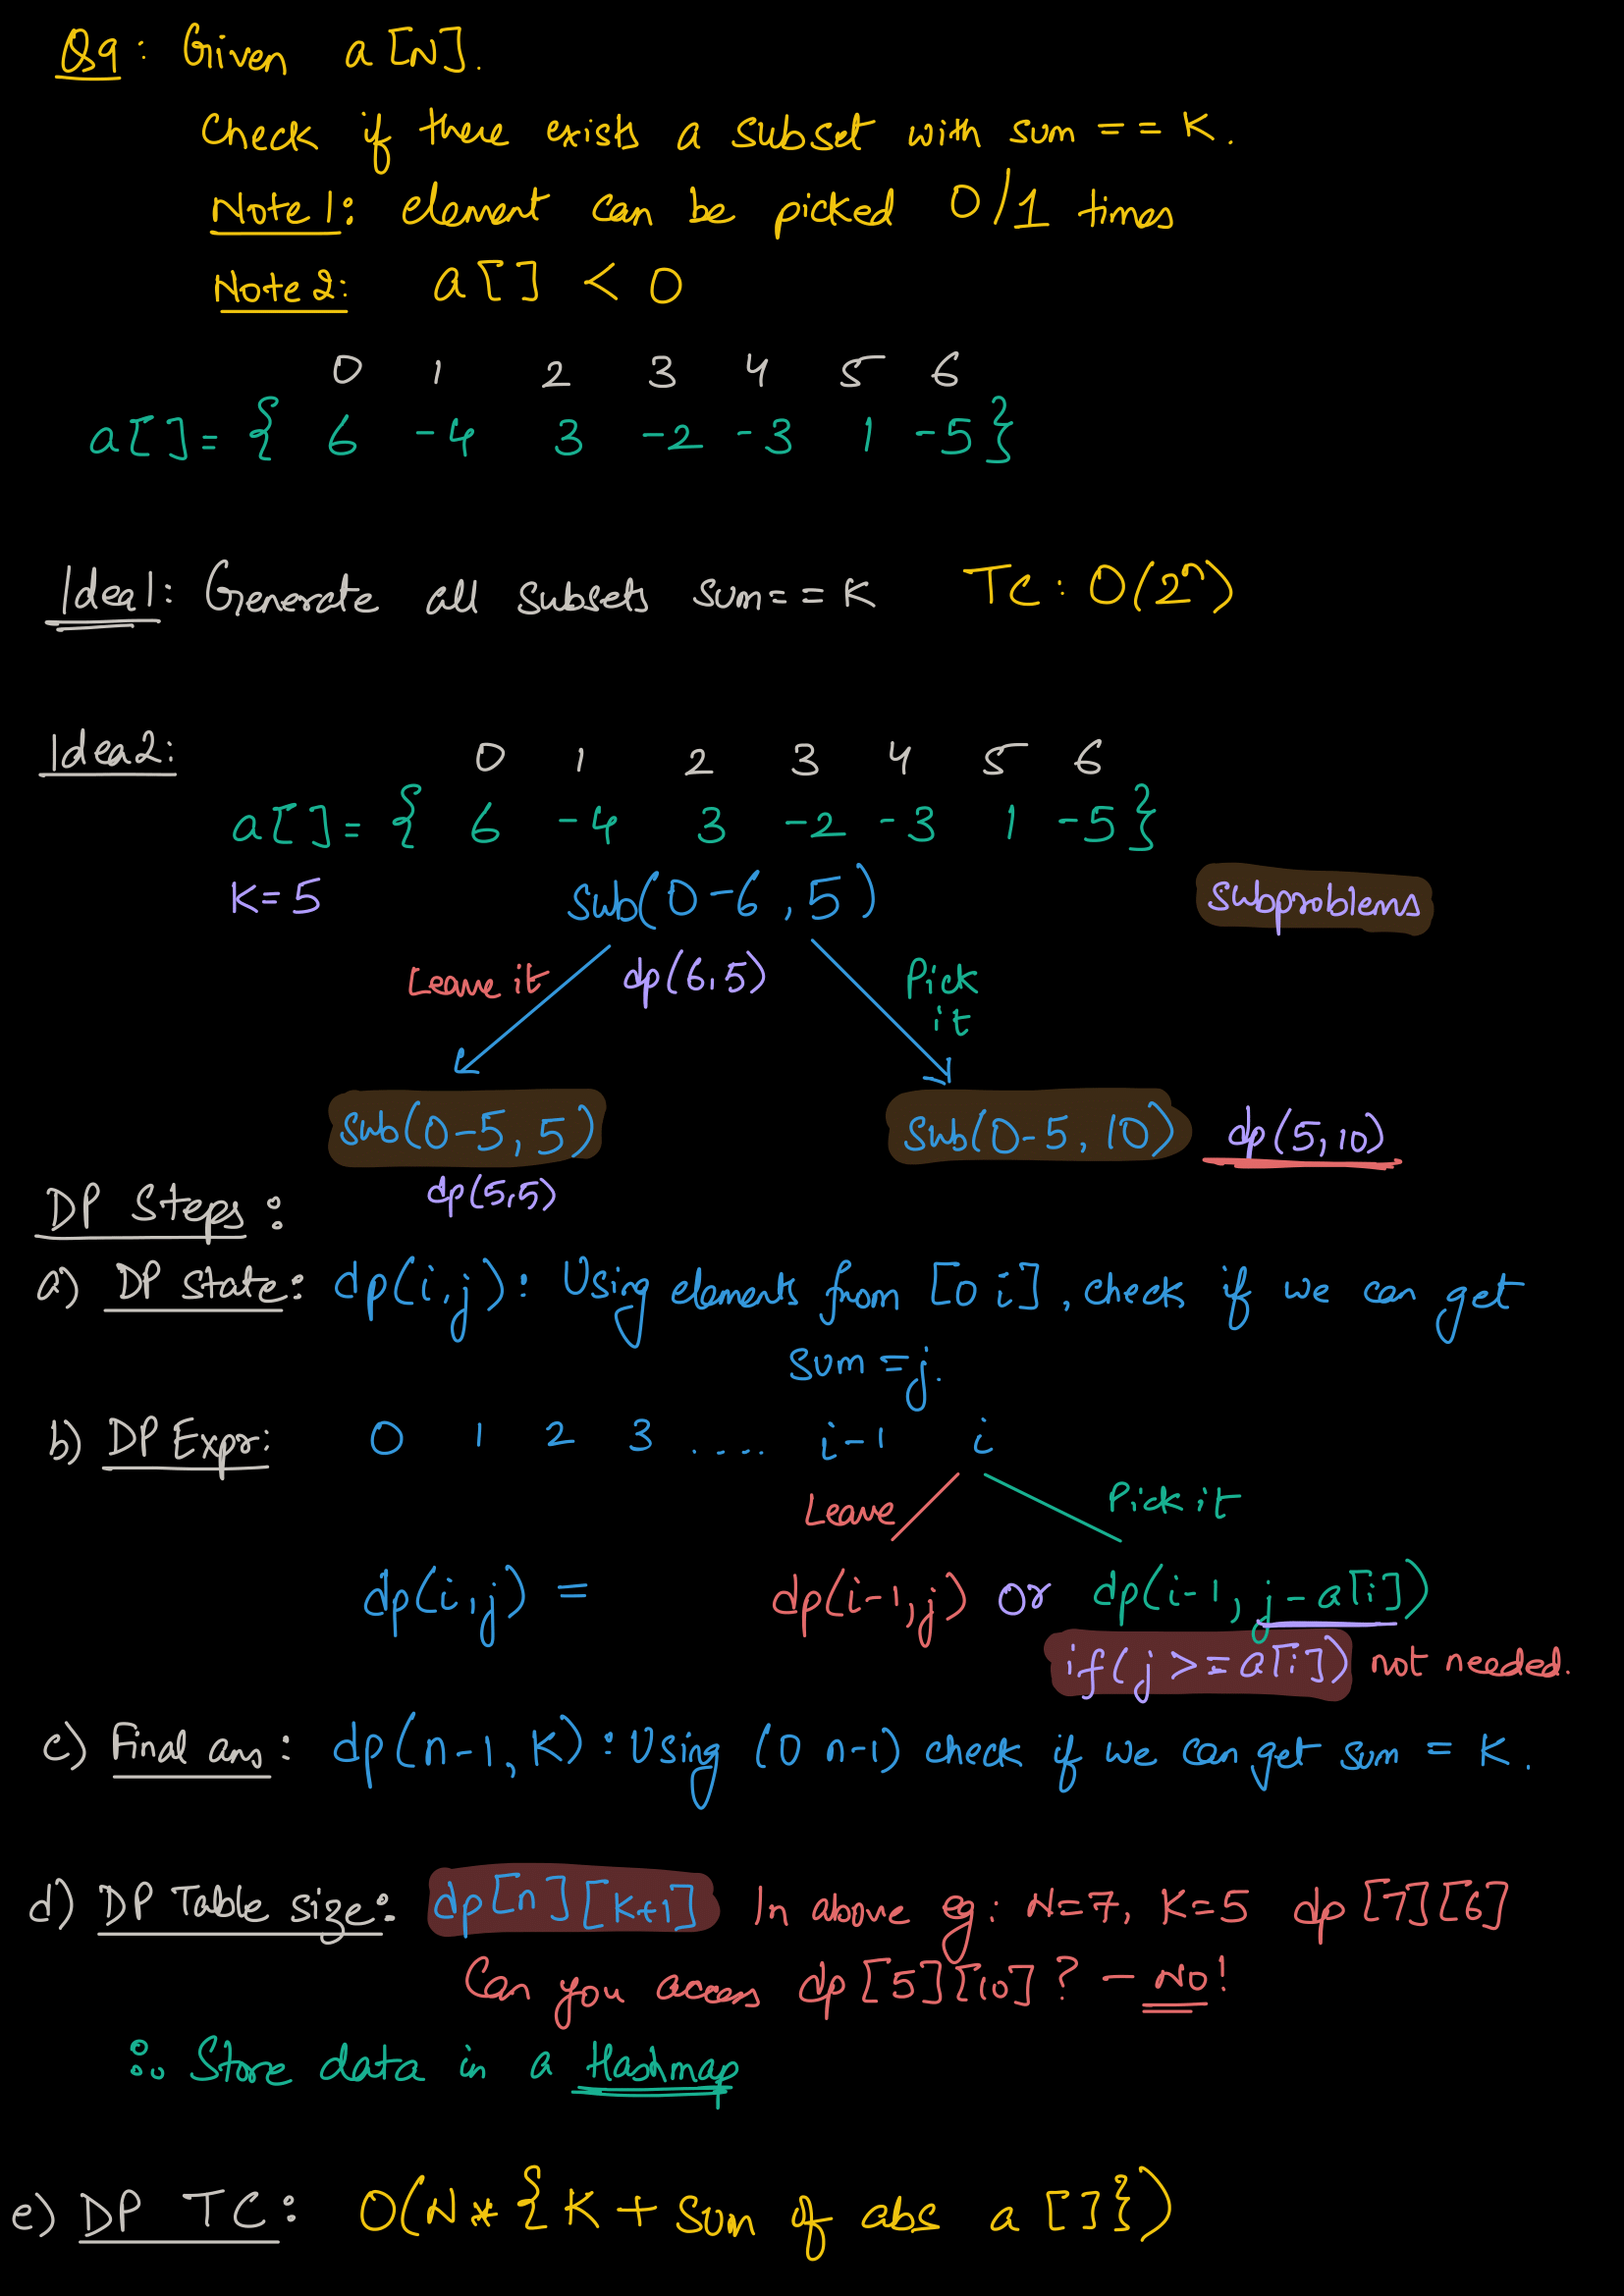 Q9: Given a[N].
Check if there exists a subset with sum == K.
Note 1: element can be picked 0/1 times
Note 2: a[] < 0
0 1 2 3 4 5 6
a[] = { 6 -4 3 -2 -3 1 -5 }
Idea 1: Generate all subsets sum == K TC: O(2ⁿ)
Idea 2: 0 1 2 3 4 5 6
a[] = { 6 -4 3 -2 -3 1 -5 }
K=5 sub(0-6, 5) subproblems
Leave it dp(6,5) Pick
it
sub(0-5, 5) sub(0-5, 10) dp(5,10)
dp(5,5)
DP Steps:
a) DP state: dp(i,j): Using elements from [0 i], check if we can get
sum = j.
b) DP Expr: 0 1 2 3 .... i-1 i
Leave Pick it
dp(i,j) = dp(i-1,j) or dp(i-1, j-a[i])
if(j >= a[i]) not needed.
c) Final ans: dp(n-1, K): Using (0 n-1) check if we can get sum = K.
d) DP Table size: dp[n][K+1] In above eg: N=7, K=5 dp[7][6]
Can you access dp[5][10]? - No!
∴ Store data in a Hashmap
e) DP TC: O(N * {K + sum of abs a[]})